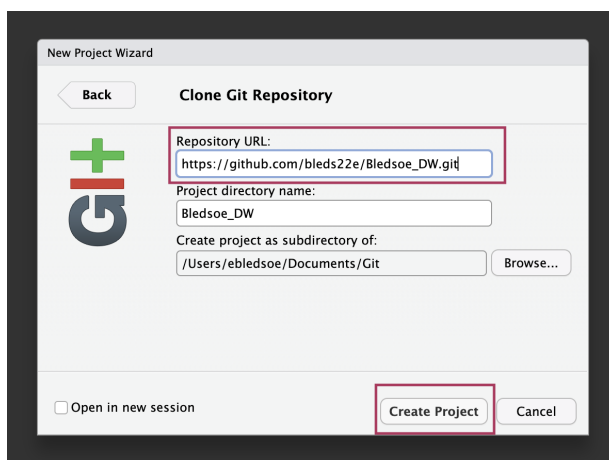 New Project Wizard
Back
Clone Git Repository
Repository URL:
https://github.com/bleds22e/Bledsoe_DW.git
Project directory name:
Bledsoe_DW
Create project as subdirectory of:
/Users/ebledsoe/Documents/Git
Browse...
GIT
Open in new session
Create Project
Cancel